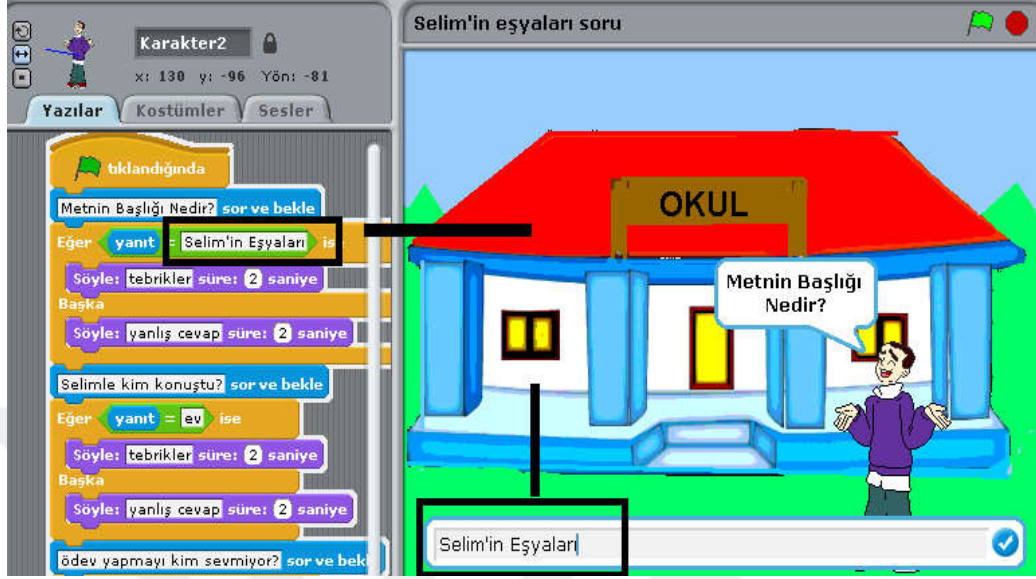 Karakter2
x: 130 y: -96 Yön: -81
Yazılar Kostümler Sesler
tıklandığında
Metnin Başlığı Nedir? sor ve bekle
Eğer yanıt = Selim'in Eşyaları ise
Söyle: tebrikler süre: 2 saniye
Başka
Söyle: yanlış cevap süre: 2 saniye
Selimle kim konuştu? sor ve bekle
Eğer yanıt = ev ise
Söyle: tebrikler süre: 2 saniye
Başka
Söyle: yanlış cevap süre: 2 saniye
ödev yapmayı kim sevmiyor? sor ve bekl
Selim'in eşyaları soru
OKUL
Metnin Başlığı
Nedir?
Selim'in Eşyaları